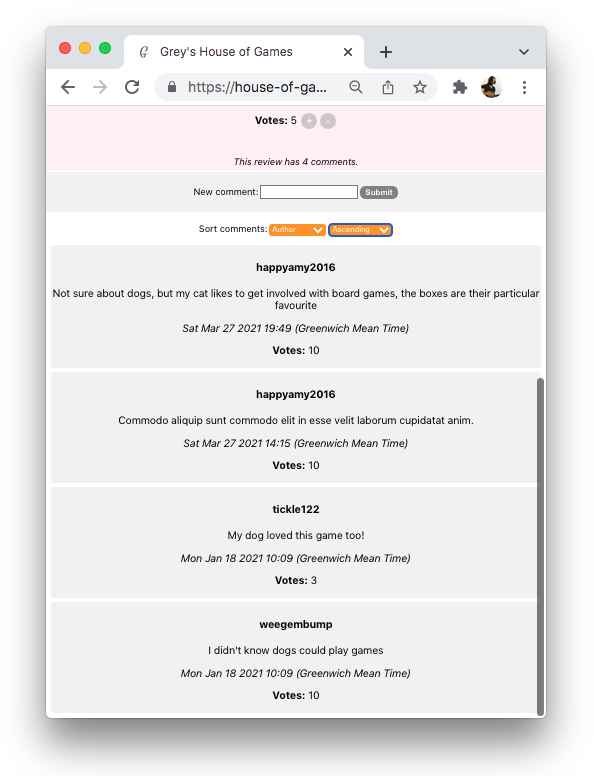 Grey's House of Games
https://house-of-ga...
Votes: 5 + -
This review has 4 comments.
New comment: Submit
Sort comments: Author Ascending
happyamy2016
Not sure about dogs, but my cat likes to get involved with board games, the boxes are their particular
favourite
Sat Mar 27 2021 19:49 (Greenwich Mean Time)
Votes: 10
happyamy2016
Commodo aliquip sunt commodo elit in esse velit laborum cupidatat anim.
Sat Mar 27 2021 14:15 (Greenwich Mean Time)
Votes: 10
tickle122
My dog loved this game too!
Mon Jan 18 2021 10:09 (Greenwich Mean Time)
Votes: 3
weegembump
I didn't know dogs could play games
Mon Jan 18 2021 10:09 (Greenwich Mean Time)
Votes: 10